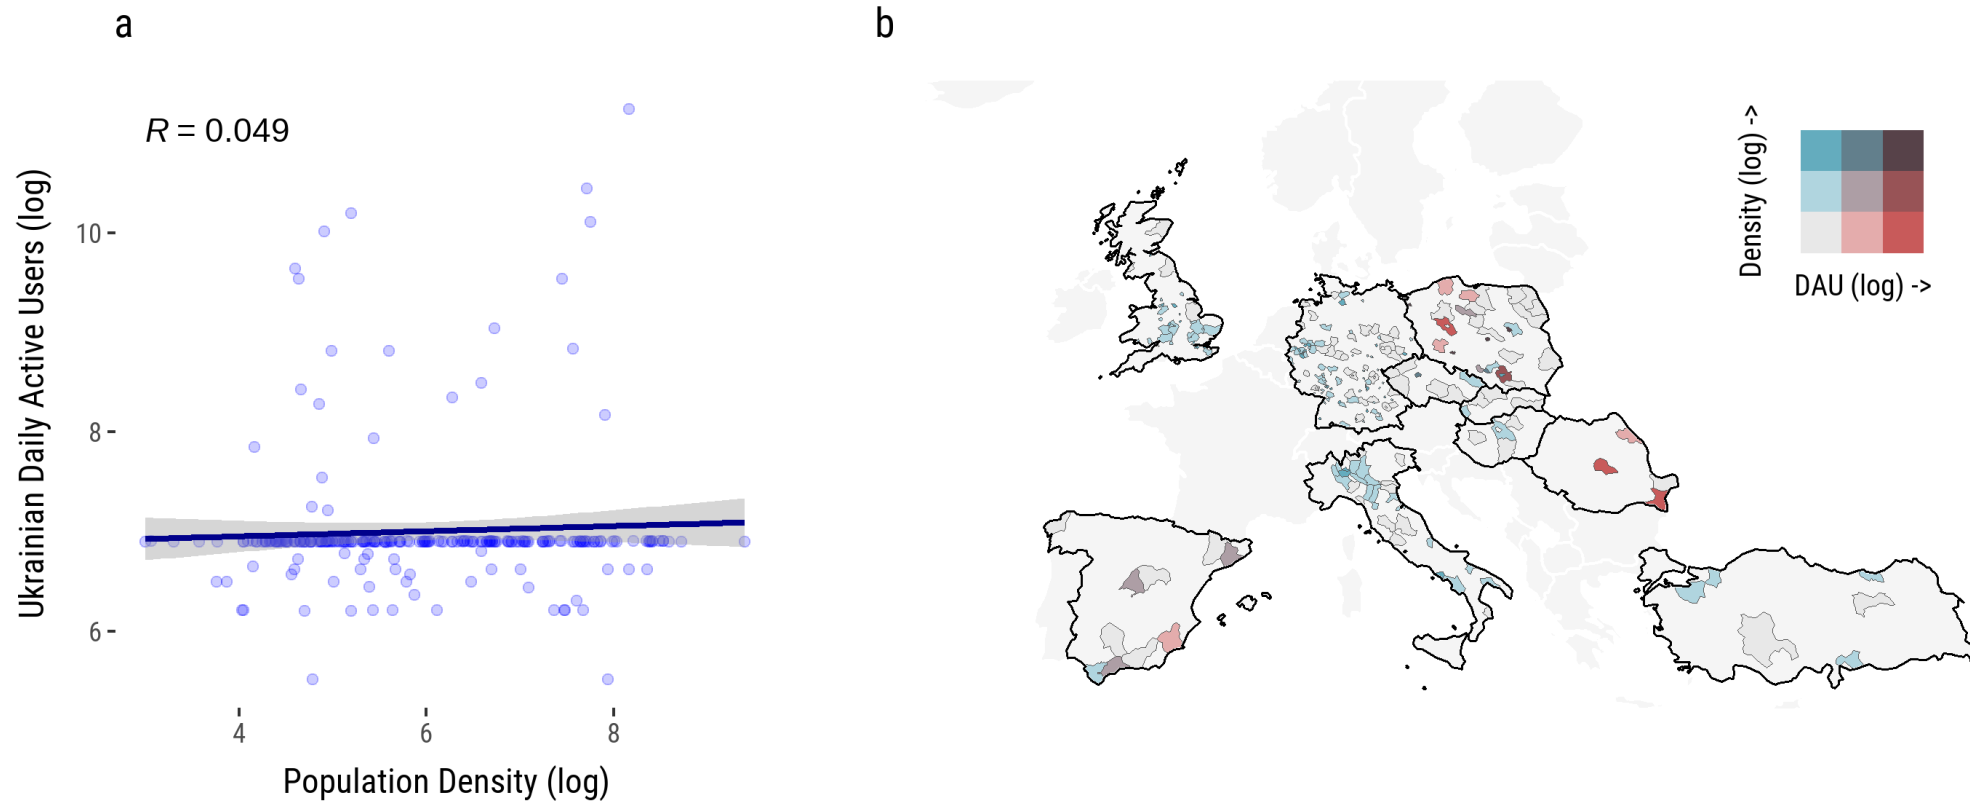 a
b
R = 0.049
Ukrainian Daily Active Users (log)
10
8
6
4 6 8
Population Density (log)
Density (log) ->
DAU (log) ->